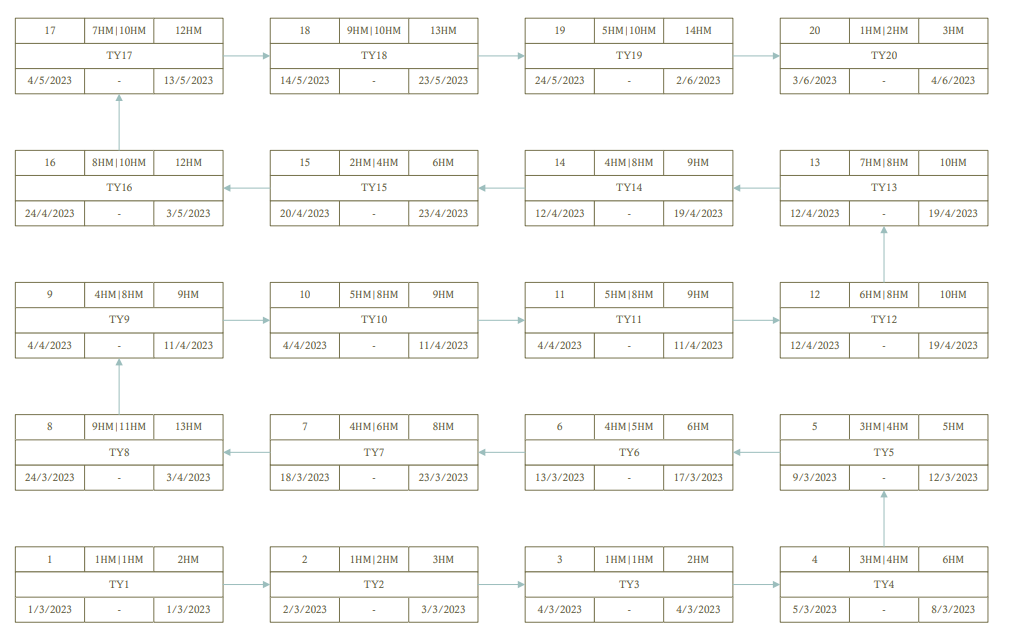 17 7HM|10HM 12HM 18 9HM|10HM 13HM 19 5HM|10HM 14HM 20 1HM|2HM 3HM
TY17 TY18 TY19 TY20
4/5/2023 - 13/5/2023 14/5/2023 - 23/5/2023 24/5/2023 - 2/6/2023 3/6/2023 - 4/6/2023
16 8HM|10HM 12HM 15 2HM|4HM 6HM 14 4HM|8HM 9HM 13 7HM|8HM 10HM
TY16 TY15 TY14 TY13
24/4/2023 - 3/5/2023 20/4/2023 - 23/4/2023 12/4/2023 - 19/4/2023 12/4/2023 - 19/4/2023
9 4HM|8HM 9HM 10 5HM|8HM 9HM 11 5HM|8HM 9HM 12 6HM|8HM 10HM
TY9 TY10 TY11 TY12
4/4/2023 - 11/4/2023 4/4/2023 - 11/4/2023 4/4/2023 - 11/4/2023 12/4/2023 - 19/4/2023
8 9HM|11HM 13HM 7 4HM|6HM 8HM 6 4HM|5HM 6HM 5 3HM|4HM 5HM
TY8 TY7 TY6 TY5
24/3/2023 - 3/4/2023 18/3/2023 - 23/3/2023 13/3/2023 - 17/3/2023 9/3/2023 - 12/3/2023
1 1HM|1HM 2HM 2 1HM|2HM 3HM 3 1HM|1HM 2HM 4 3HM|4HM 6HM
TY1 TY2 TY3 TY4
1/3/2023 - 1/3/2023 2/3/2023 - 3/3/2023 4/3/2023 - 4/3/2023 5/3/2023 - 8/3/2023